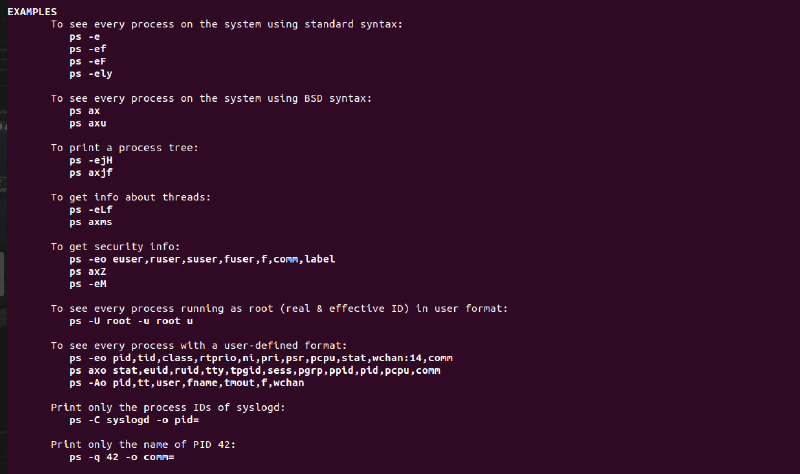 EXAMPLES
To see every process on the system using standard syntax:
ps -e
ps -ef
ps -eF
ps -ely
To see every process on the system using BSD syntax:
ps ax
ps axu
To print a process tree:
ps -ejH
ps axjf
To get info about threads:
ps -eLf
ps axms
To get security info:
ps -eo euser,ruser,suser,fuser,f,comm,label
ps axZ
ps -eM
To see every process running as root (real & effective ID) in user format:
ps -U root -u root u
To see every process with a user-defined format:
ps -eo pid,tid,class,rtprio,ni,pri,psr,pcpu,stat,wchan:14,comm
ps axo stat,euid,ruid,tty,tpgid,sess,pgrp,ppid,pid,pcpu,comm
ps -Ao pid,tt,user,fname,tmout,f,wchan
Print only the process IDs of syslogd:
ps -C syslogd -o pid=
Print only the name of PID 42:
ps -q 42 -o comm=